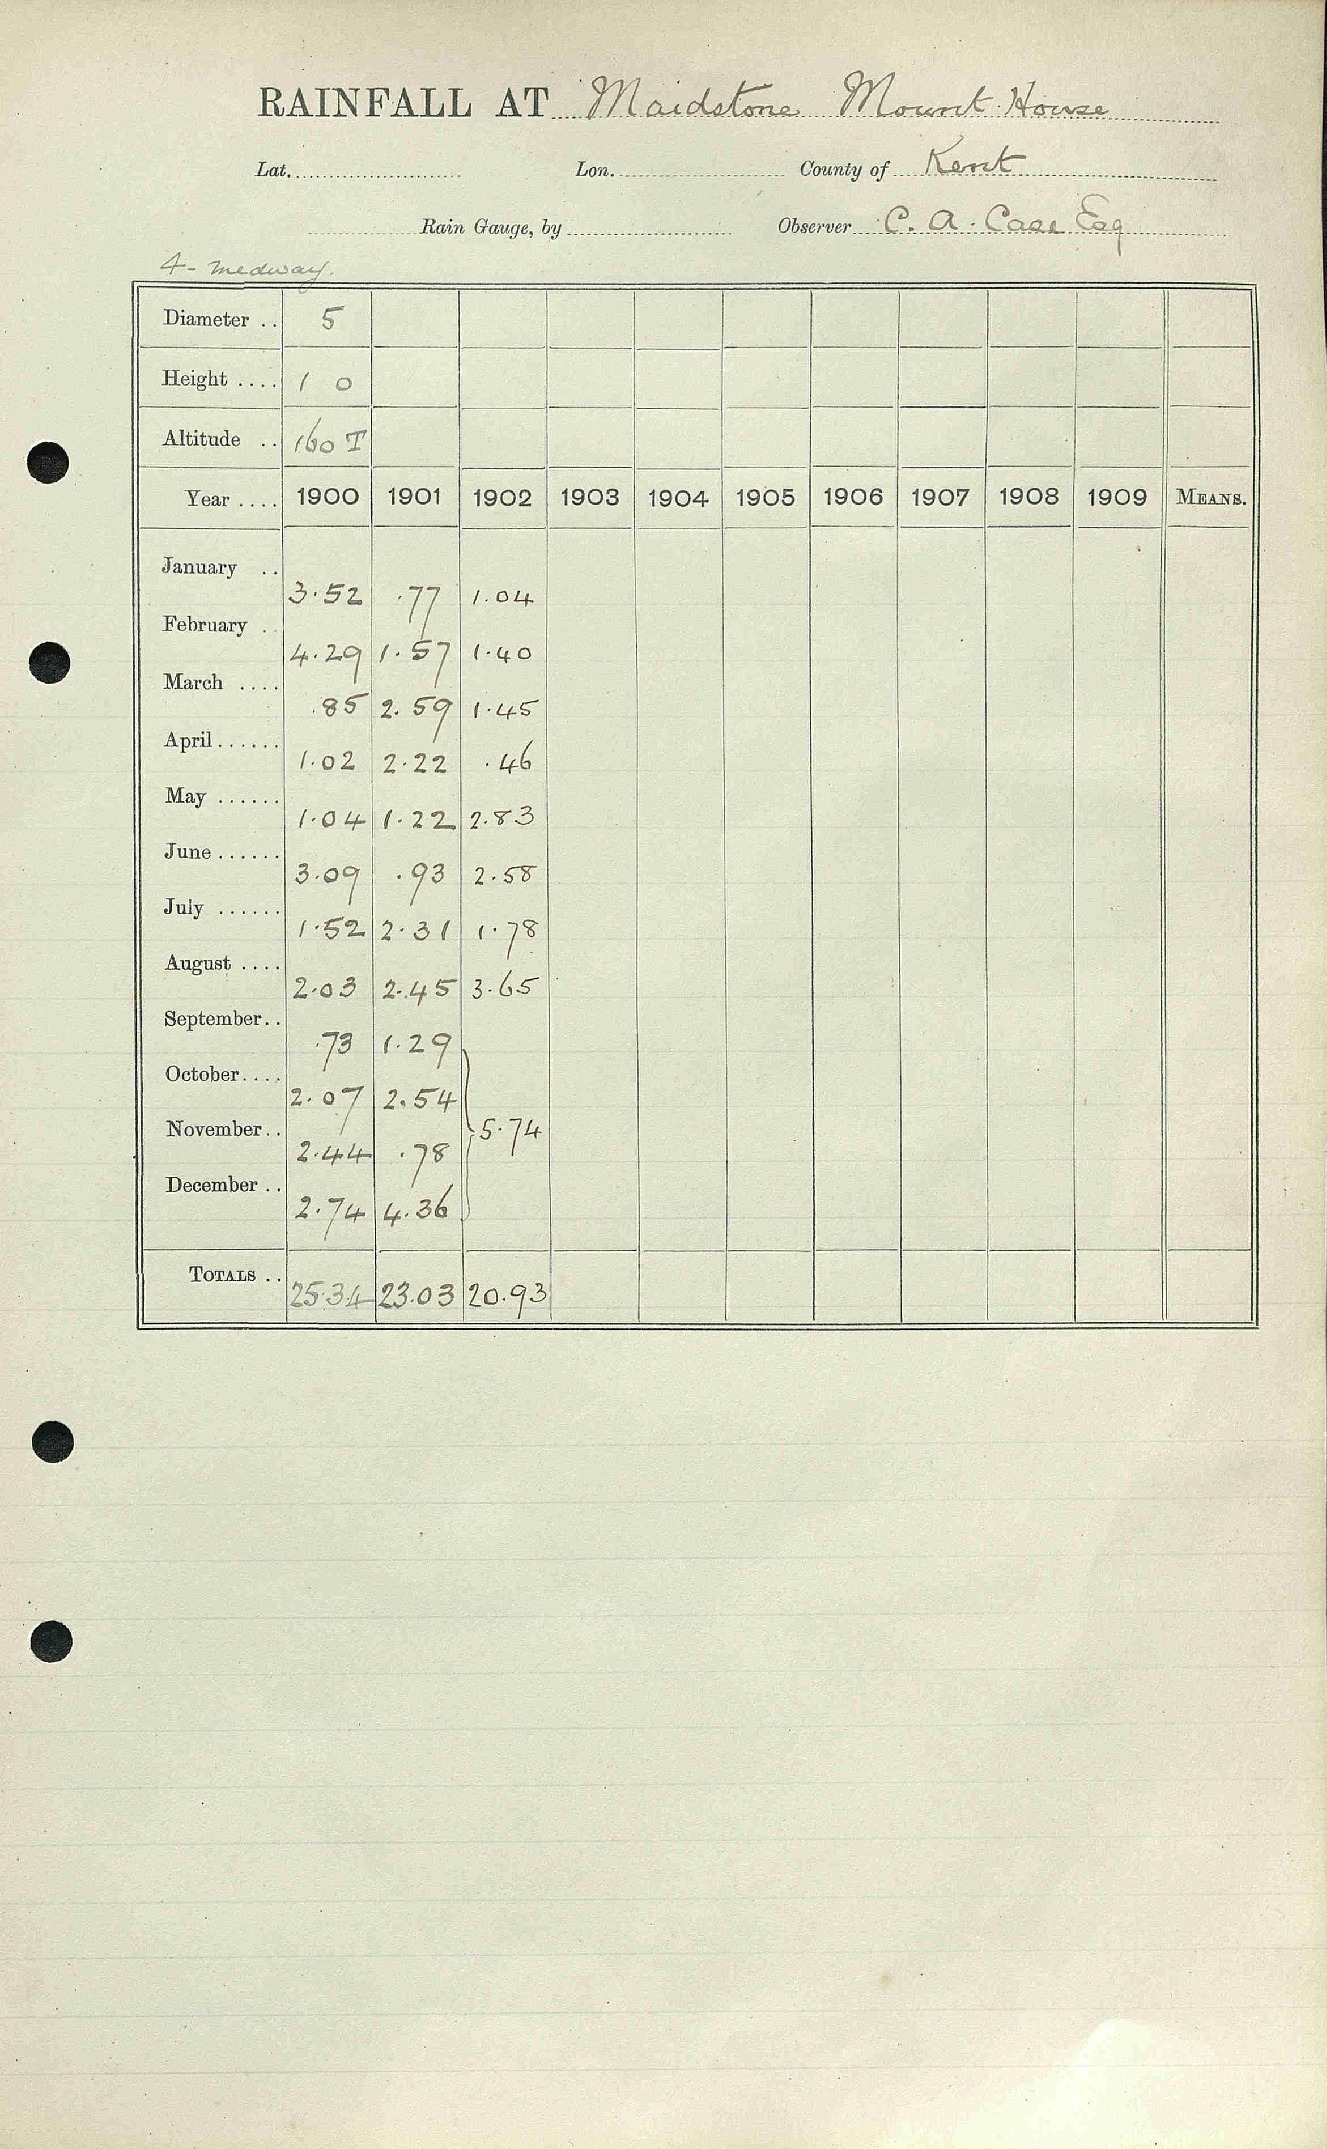 RAINFALL AT Maidstone Mount House
Lat. Lon. County of Kent
Rain Gauge, by Observer C. A. Case Esq
4 - Medway.
Diameter .. 5
Height .... 1 0
Altitude .. 160 T
Year .... 1900 1901 1902 1903 1904 1905 1906 1907 1908 1909 MEANS.
January .. 3.52 .77 1.04
February .. 4.29 1.57 1.40
March .... .85 2.59 1.45
April...... 1.02 2.22 .46
May ...... 1.04 1.22 2.83
June...... 3.09 .93 2.58
July ...... 1.52 2.31 1.78
August .... 2.03 2.45 3.65
September.. .73 1.29
October.... 2.07 2.54
November.. 2.44 .78 5.74
December .. 2.74 4.36
TOTALS .. 25.34 23.03 20.93